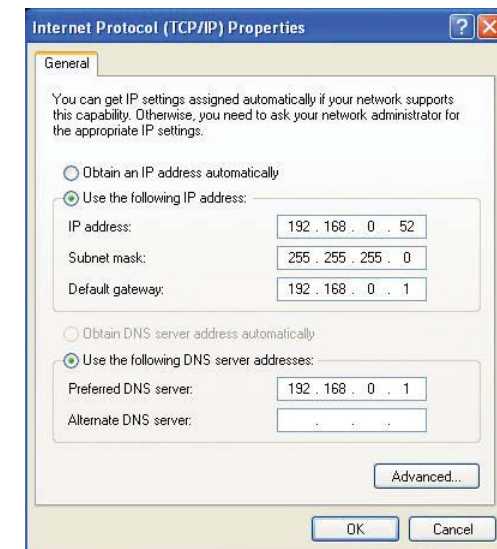 Internet Protocol (TCP/IP) Properties
General
You can get IP settings assigned automatically if your network supports
this capability. Otherwise, you need to ask your network administrator for
the appropriate IP settings.
Obtain an IP address automatically
Use the following IP address:
IP address: 192 . 168 . 0 . 52
Subnet mask: 255 . 255 . 255 . 0
Default gateway: 192 . 168 . 0 . 1
Obtain DNS server address automatically
Use the following DNS server addresses:
Preferred DNS server: 192 . 168 . 0 . 1
Alternate DNS server: . . .
Advanced...
OK Cancel